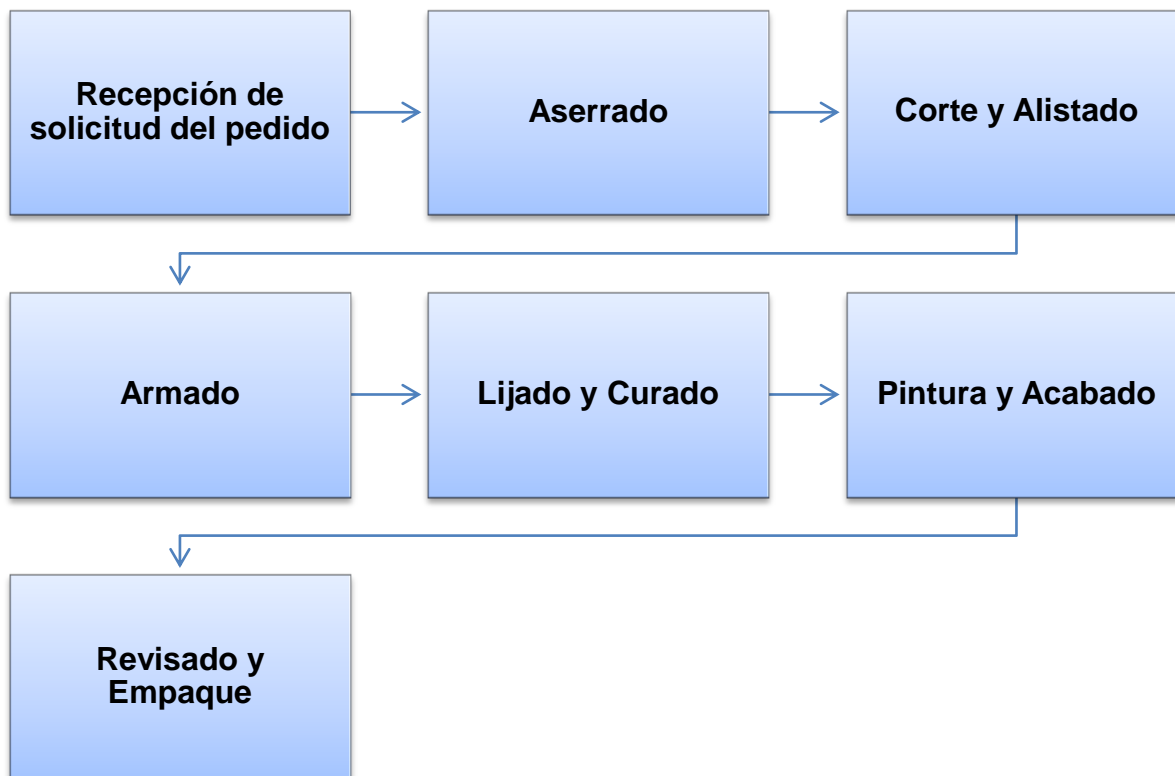 Recepción de
solicitud del pedido
Aserrado
Corte y Alistado
Armado
Lijado y Curado
Pintura y Acabado
Revisado y
Empaque